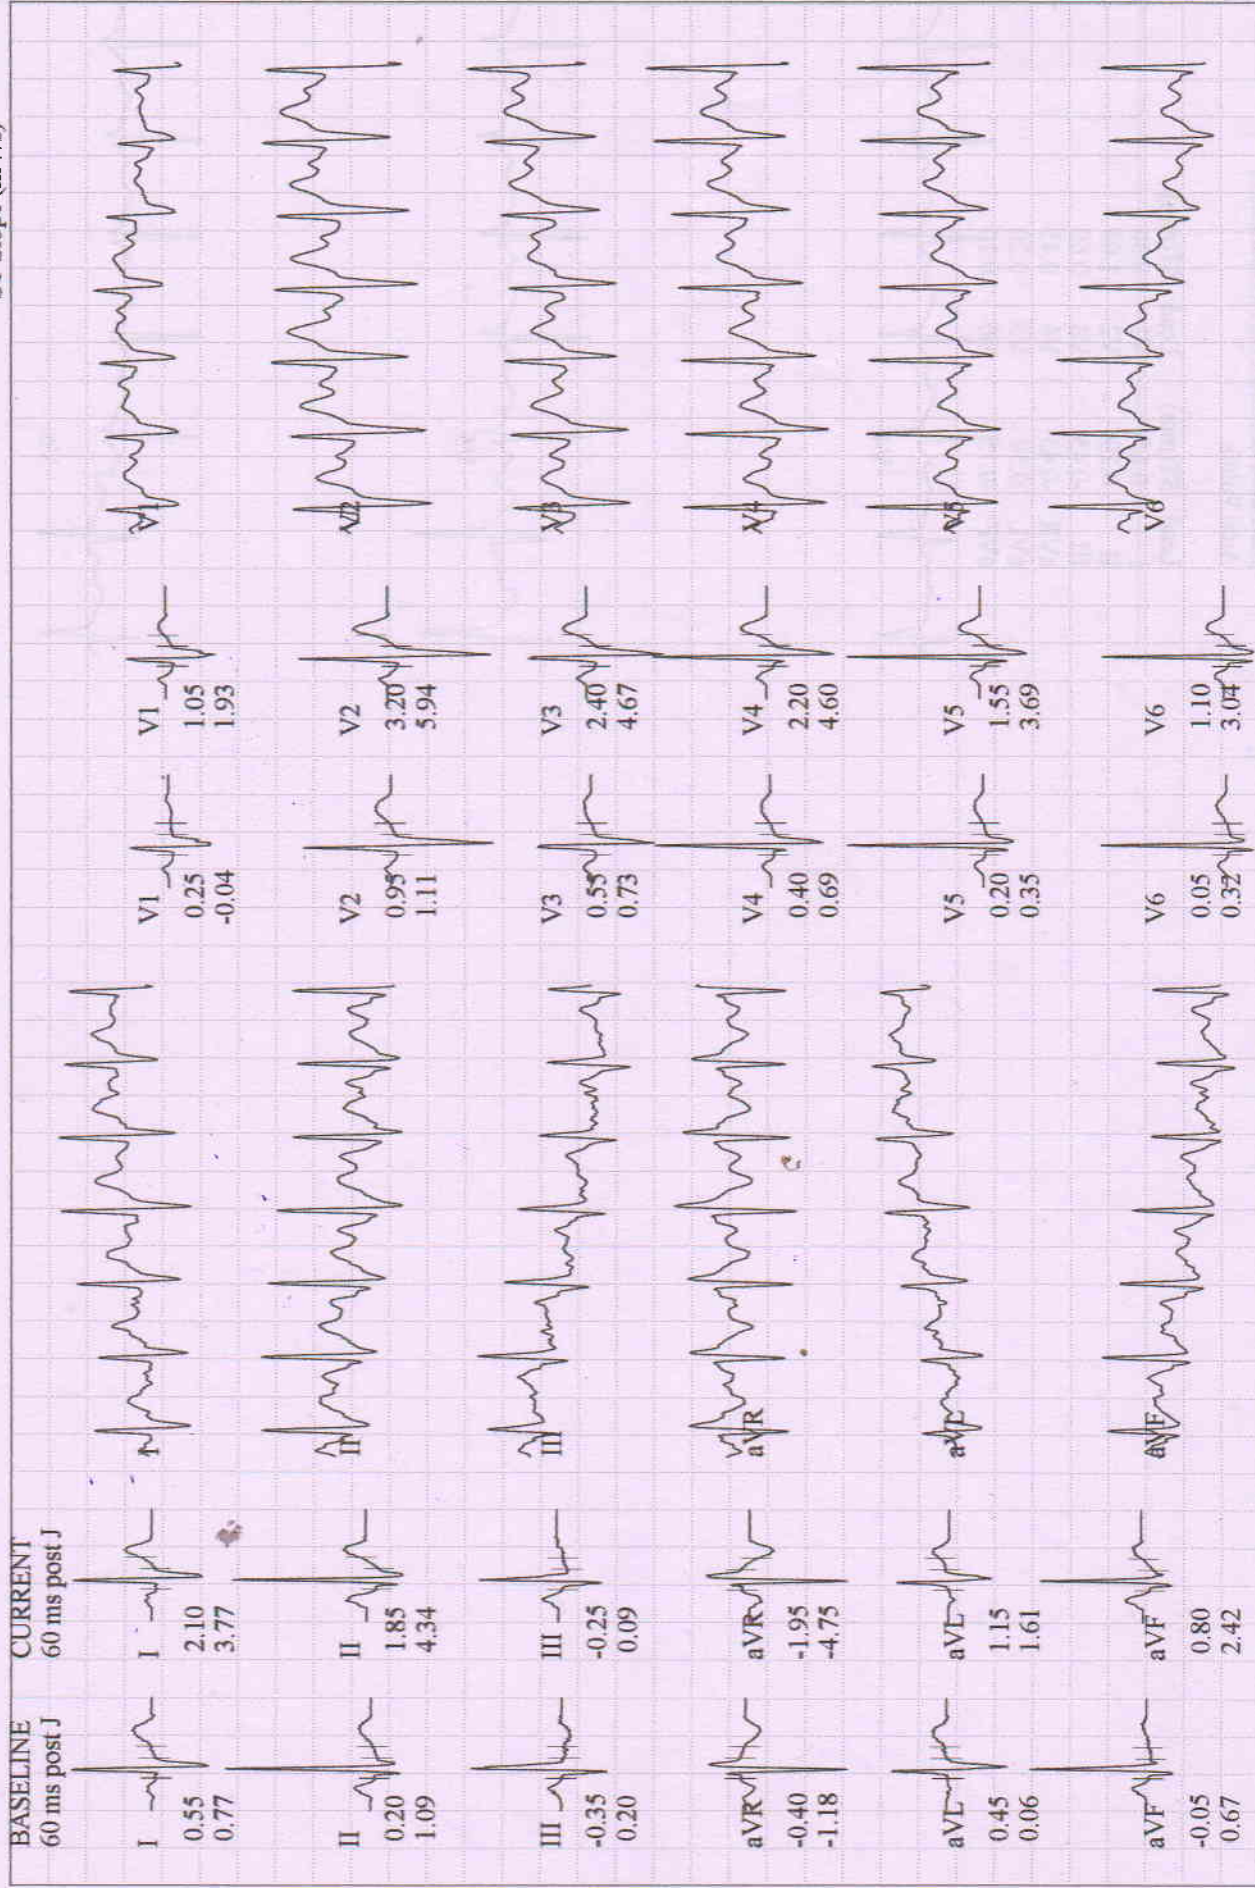 BASELINE
60 ms post J
CURRENT
60 ms post J
I
0.55
0.77
I
2.10
3.77
I
V1
0.25
-0.04
V1
1.05
1.93
V1
II
0.20
1.09
II
1.85
4.34
II
V2
0.95
1.11
V2
3.20
5.94
V2
III
-0.35
0.20
III
-0.25
0.09
III
V3
0.55
0.73
V3
2.40
4.67
V3
aVR
-0.40
-1.18
aVR
-1.95
-4.75
aVR
V4
0.40
0.69
V4
2.20
4.60
V4
aVL
0.45
0.06
aVL
1.15
1.61
aVL
V5
0.20
0.35
V5
1.55
3.69
V5
aVF
-0.05
0.67
aVF
0.80
2.42
aVF
V6
0.05
0.32
V6
1.10
3.04
V6